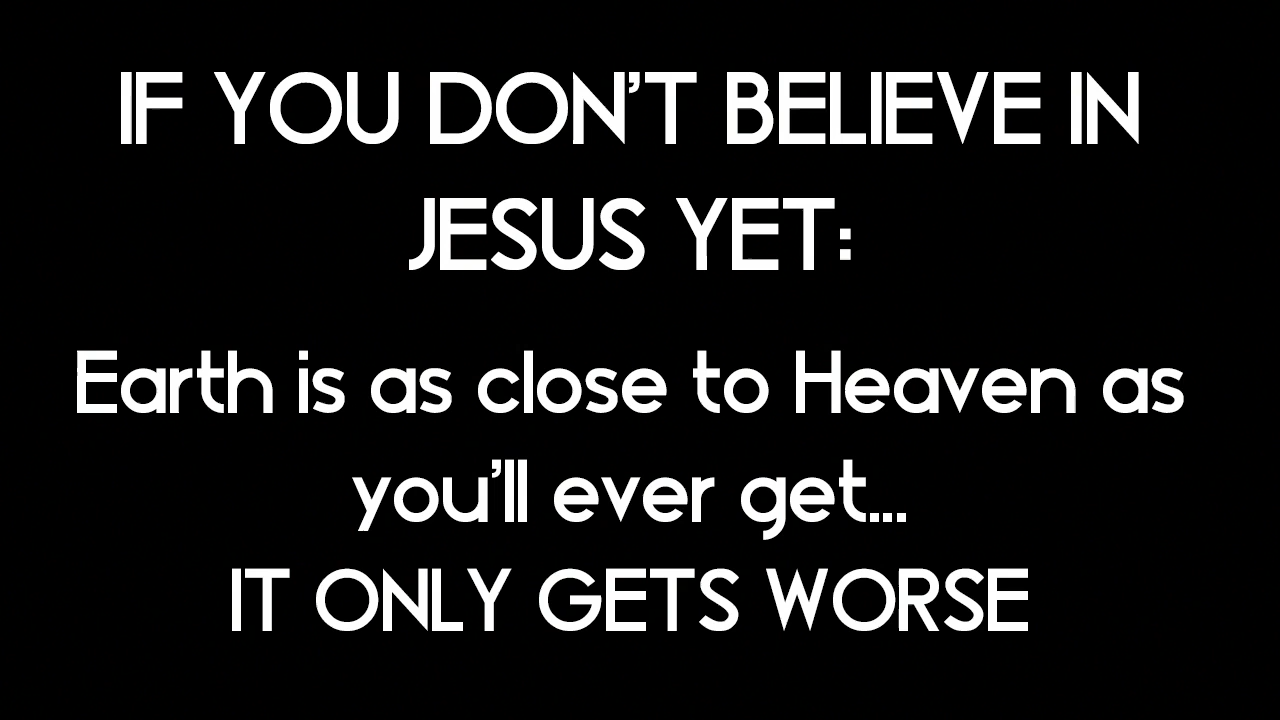 IF YOU DON'T BELIEVE IN
JESUS YET:
Earth is as close to Heaven as
you'll ever get...
IT ONLY GETS WORSE